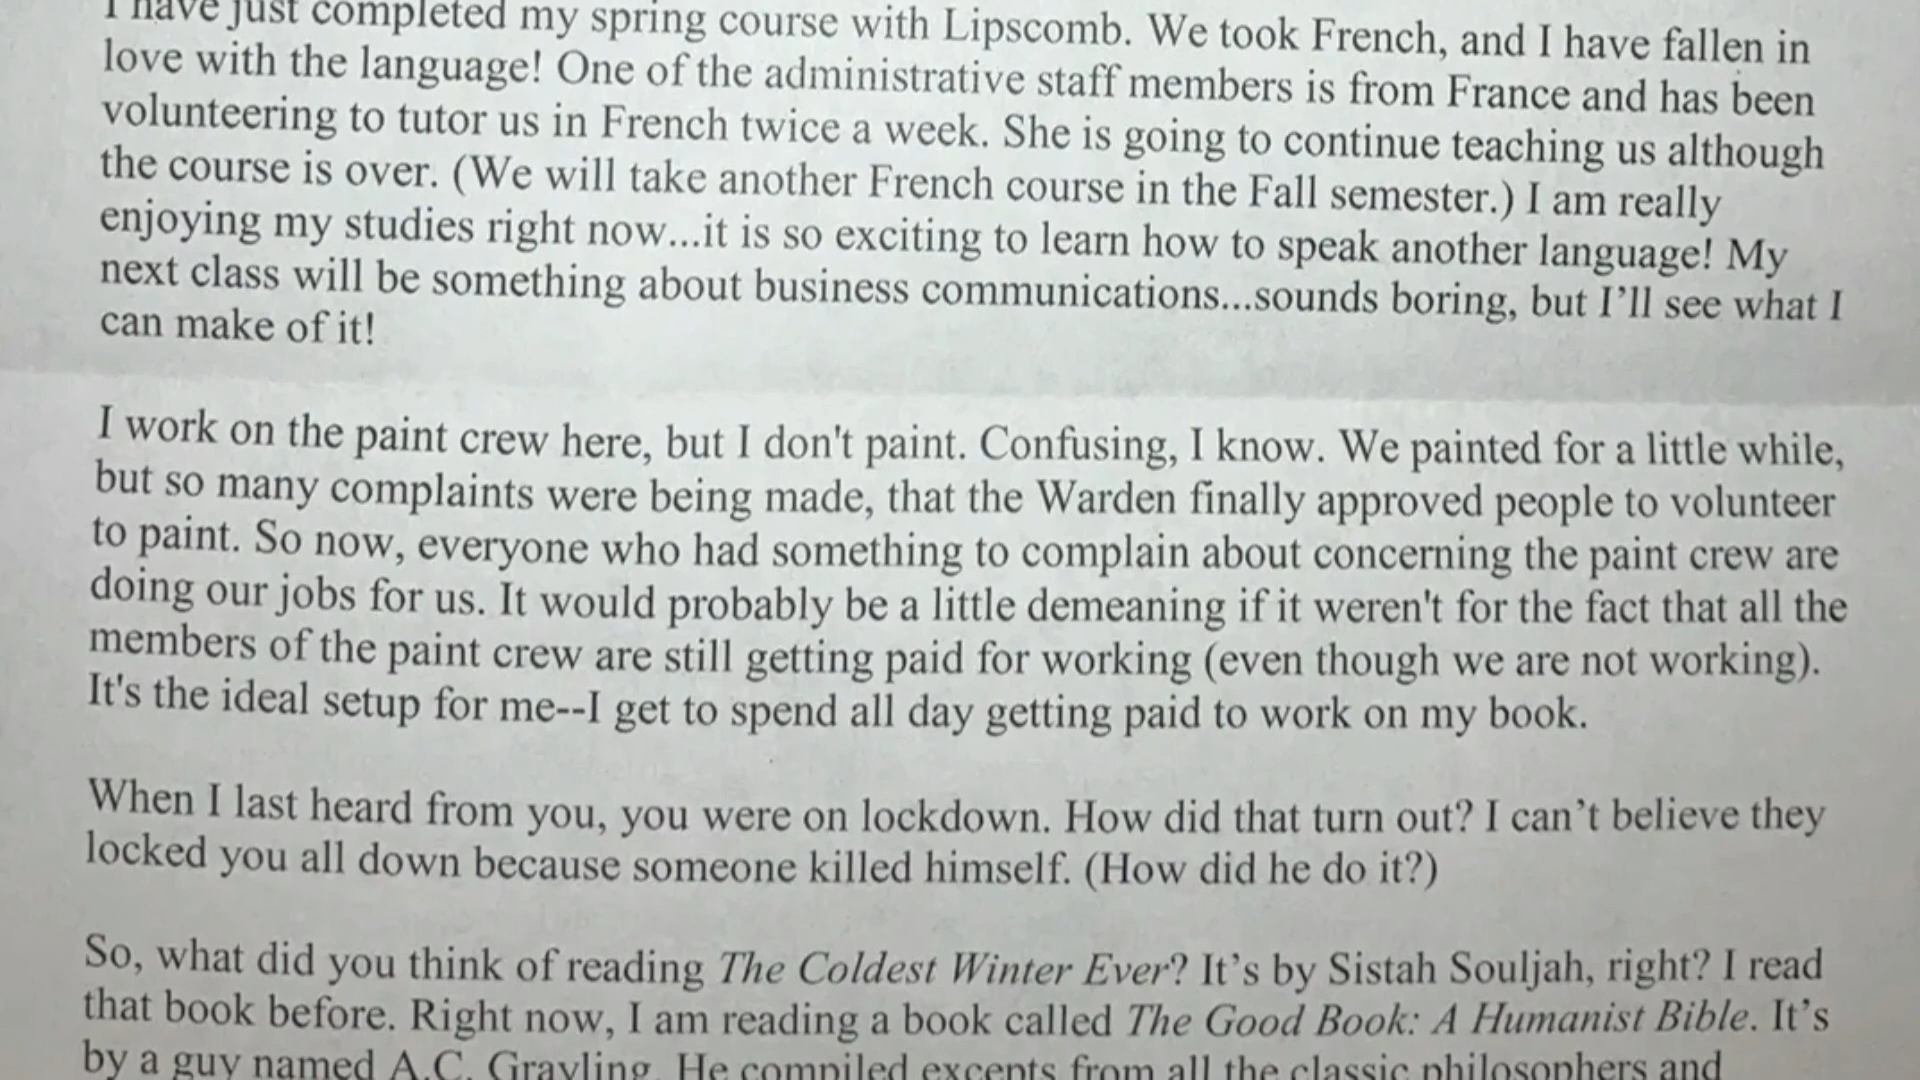 I have just completed my spring course with Lipscomb. We took French, and I have fallen in
love with the language! One of the administrative staff members is from France and has been
volunteering to tutor us in French twice a week. She is going to continue teaching us although
the course is over. (We will take another French course in the Fall semester.) I am really
enjoying my studies right now...it is so exciting to learn how to speak another language! My
next class will be something about business communications...sounds boring, but I’ll see what I
can make of it!
I work on the paint crew here, but I don't paint. Confusing, I know. We painted for a little while,
but so many complaints were being made, that the Warden finally approved people to volunteer
to paint. So now, everyone who had something to complain about concerning the paint crew are
doing our jobs for us. It would probably be a little demeaning if it weren't for the fact that all the
members of the paint crew are still getting paid for working (even though we are not working).
It's the ideal setup for me--I get to spend all day getting paid to work on my book.
When I last heard from you, you were on lockdown. How did that turn out? I can’t believe they
locked you all down because someone killed himself. (How did he do it?)
So, what did you think of reading The Coldest Winter Ever? It’s by Sistah Souljah, right? I read
that book before. Right now, I am reading a book called The Good Book: A Humanist Bible. It’s
by a guy named A.C. Grayling. He compiled excepts from all the classic philosophers and